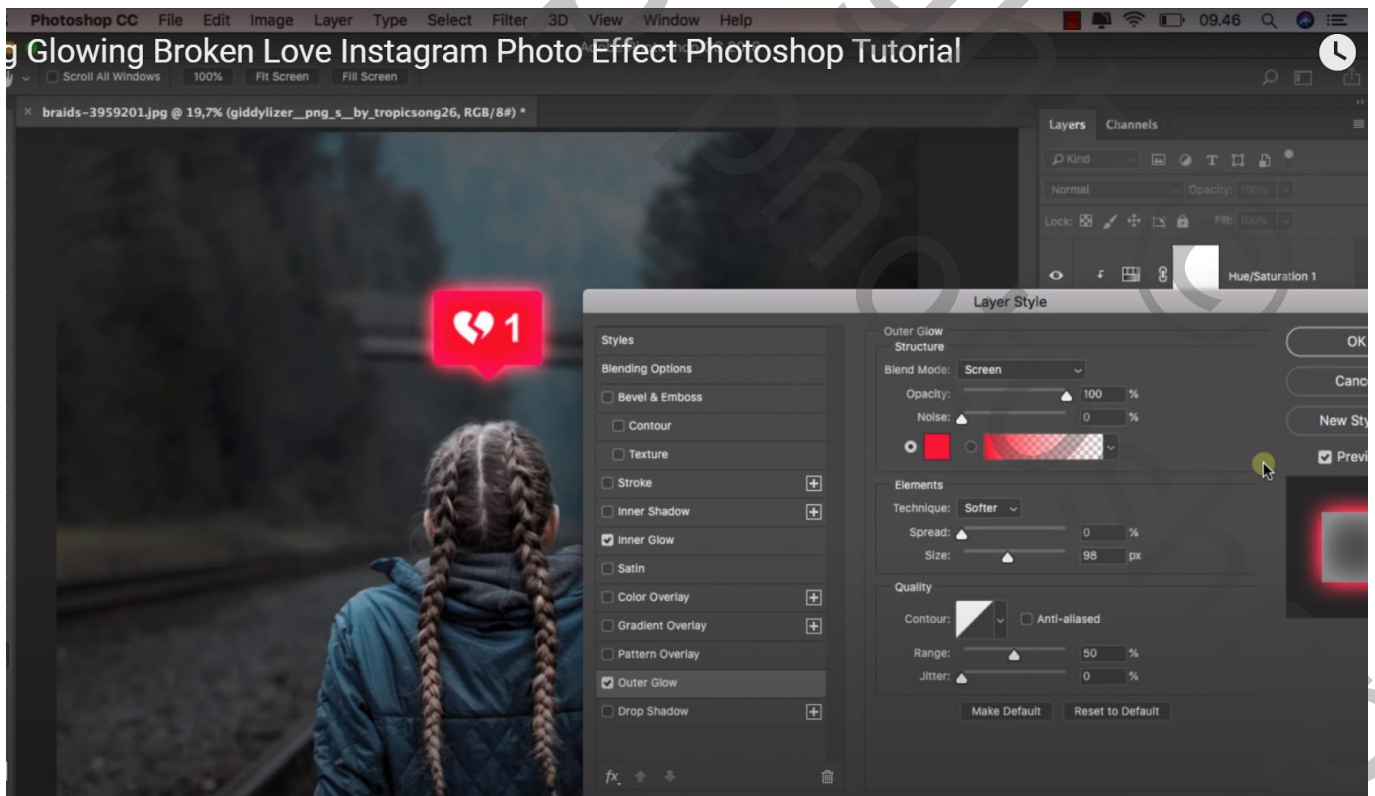 Photoshop CC File Edit Image Layer Type Select Filter 3D View Window Help 09.46
g Glowing Broken Love Instagram Photo Effect Photoshop Tutorial
Scroll All Windows 100% Fit Screen Fill Screen
× braids-3959201.jpg @ 19,7% (giddylizer__png_s__by_tropicsong26, RGB/8#) *
Layers Channels
Kind
Normal Opacity: 100%
Lock: Fill: 100%
Hue/Saturation 1
1
Layer Style
Styles
Blending Options
Bevel & Emboss
Contour
Texture
Stroke
Inner Shadow
Inner Glow
Satin
Color Overlay
Gradient Overlay
Pattern Overlay
Outer Glow
Drop Shadow
fx
Outer Glow
Structure
Blend Mode: Screen
Opacity: 100 %
Noise: 0 %
Elements
Technique: Softer
Spread: 0 %
Size: 98 px
Quality
Contour: Anti-aliased
Range: 50 %
Jitter: 0 %
Make Default Reset to Default
OK
Canc
New Sty
Previ